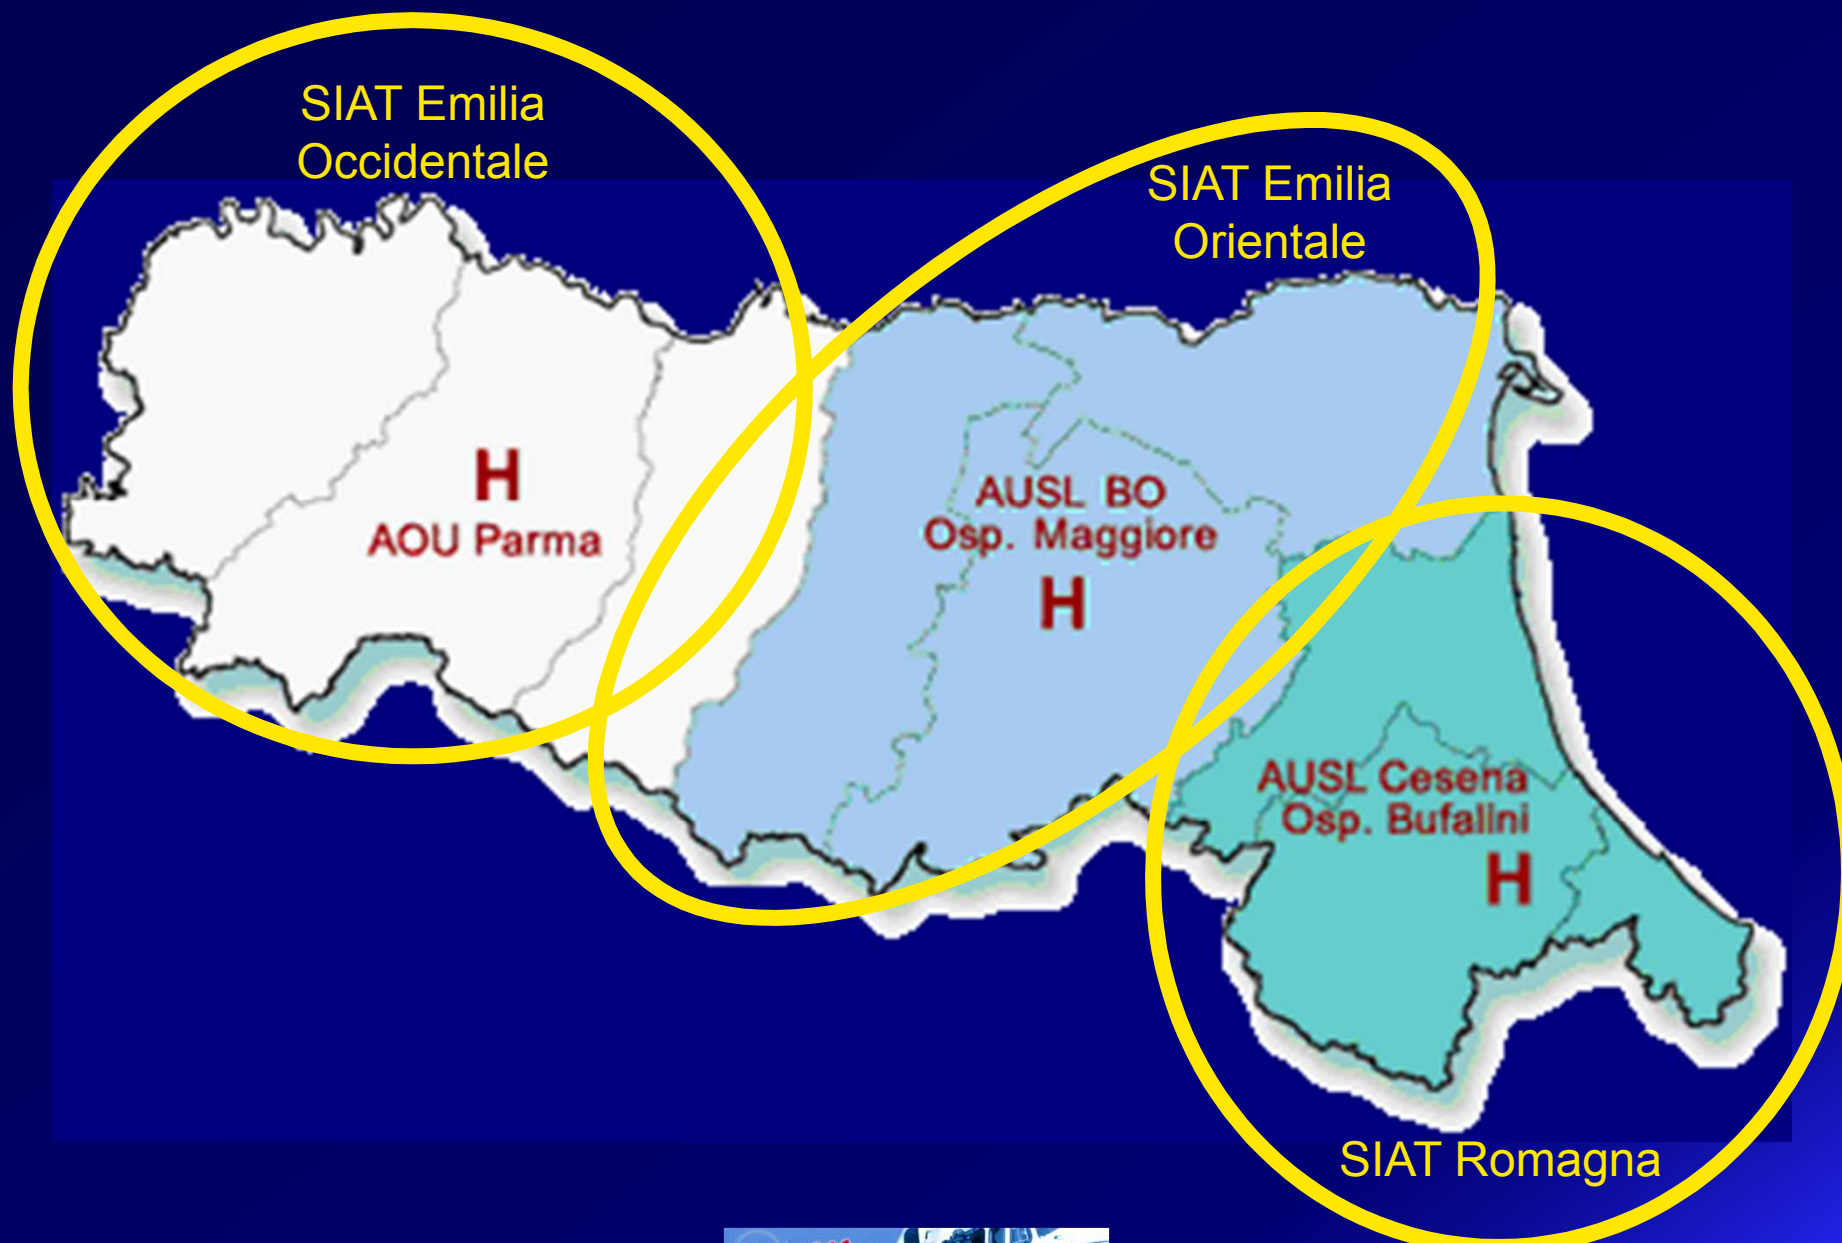 SIAT Emilia
Occidentale
SIAT Emilia
Orientale
H
AOU Parma
AUSL BO
Osp. Maggiore
H
AUSL Cesena
Osp. Bufalini
H
SIAT Romagna